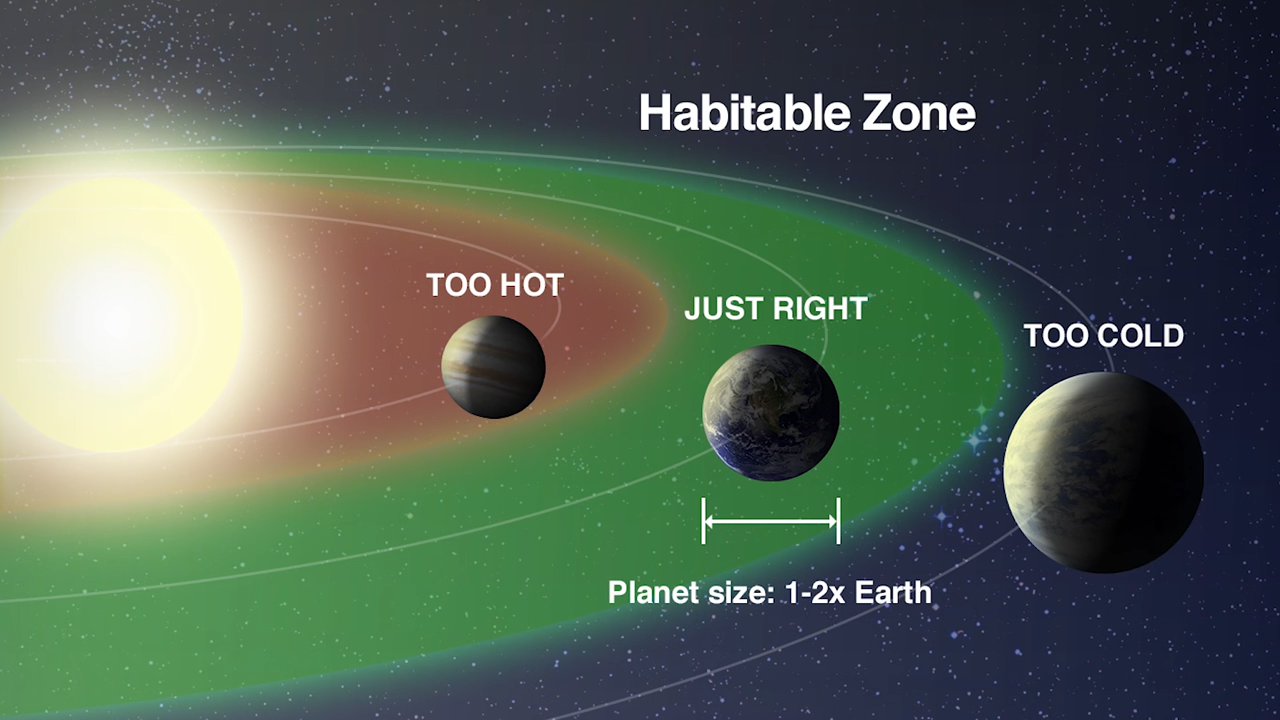 Habitable Zone
TOO HOT
JUST RIGHT
TOO COLD
Planet size: 1-2x Earth